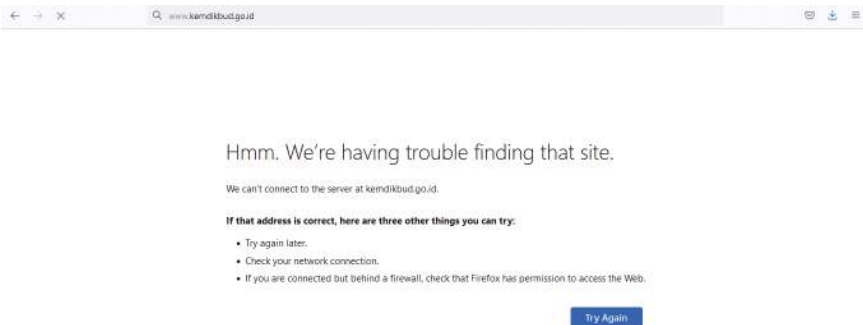 www.kemdikbud.go.id
Hmm. We're having trouble finding that site.
We can't connect to the server at kemdikbud.go.id.
If that address is correct, here are three other things you can try:
• Try again later.
• Check your network connection.
• If you are connected but behind a firewall, check that Firefox has permission to access the Web.
Try Again